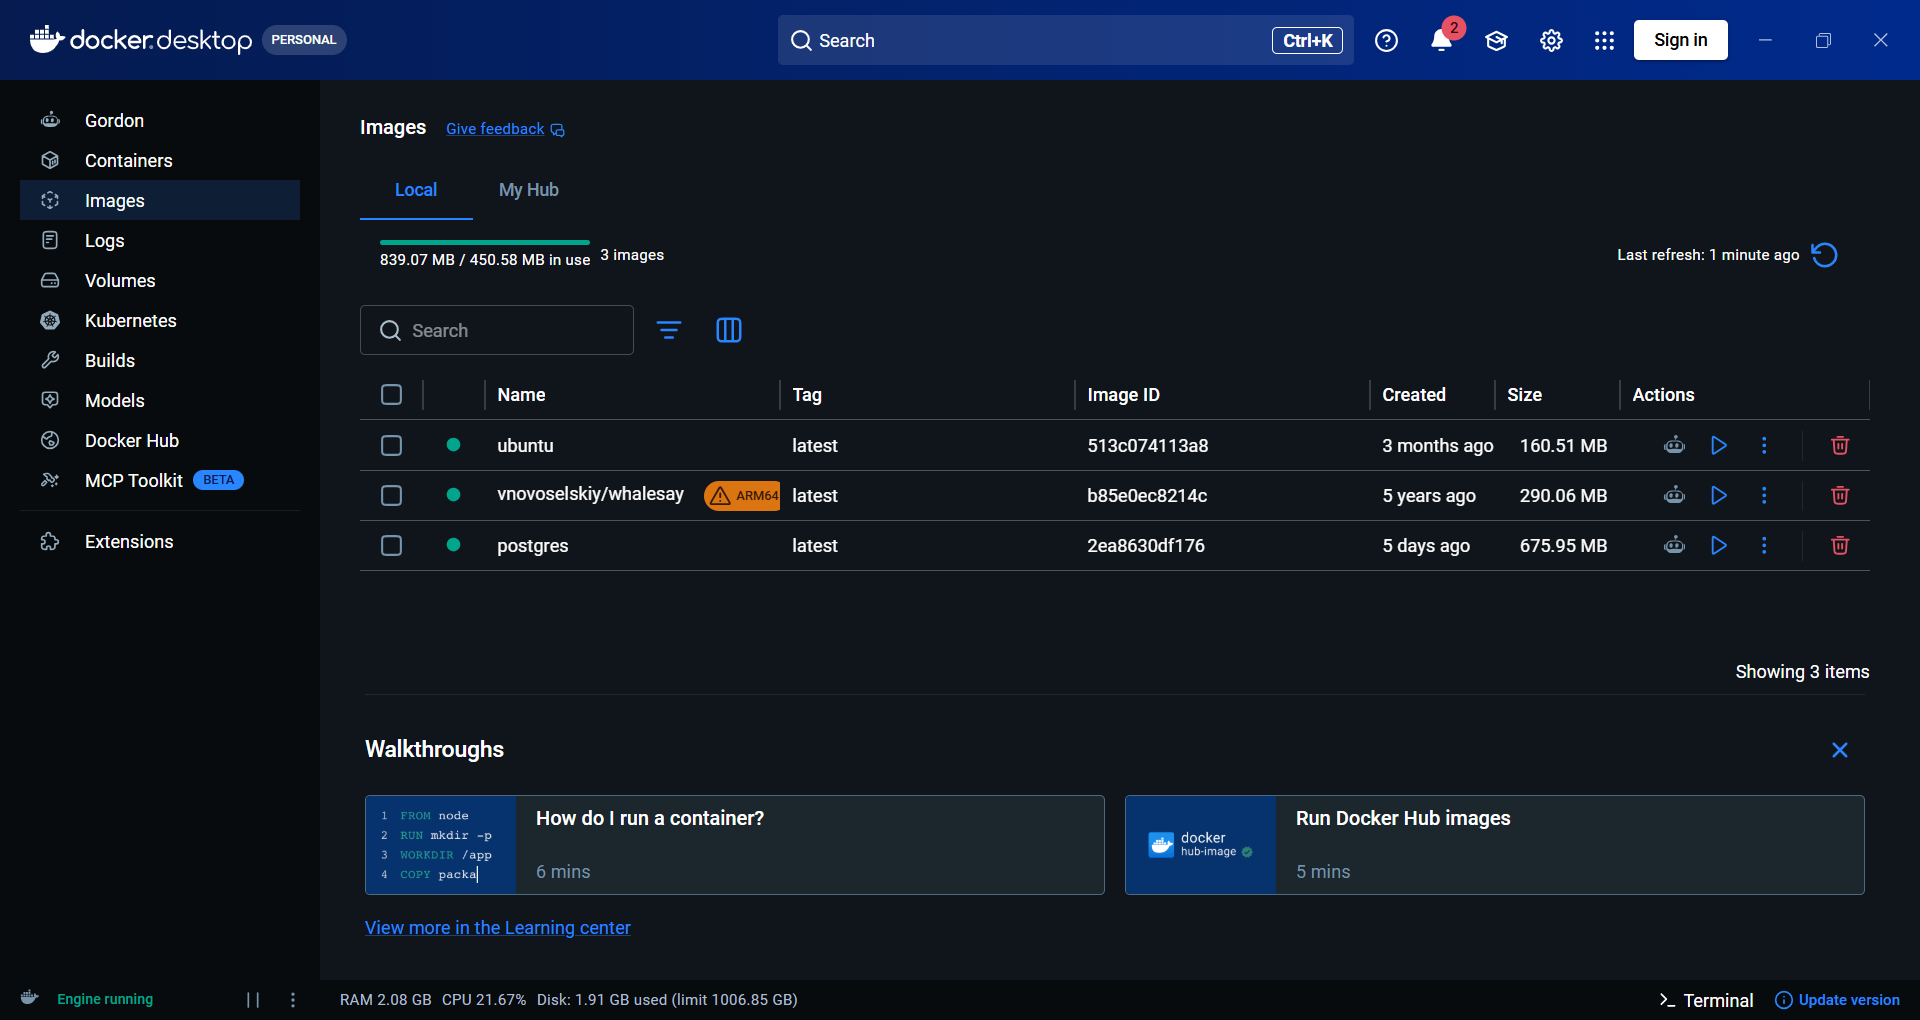 docker.desktop PERSONAL
Search Ctrl+K
2
Sign in
Gordon
Containers
Images
Logs
Volumes
Kubernetes
Builds
Models
Docker Hub
MCP Toolkit BETA
Extensions
Images Give feedback
Local My Hub
839.07 MB / 450.58 MB in use 3 images
Last refresh: 1 minute ago
Search
Name Tag Image ID Created Size Actions
ubuntu latest 513c074113a8 3 months ago 160.51 MB
vnovoselskiy/whalesay ARM64 latest b85e0ec8214c 5 years ago 290.06 MB
postgres latest 2ea8630df176 5 days ago 675.95 MB
Showing 3 items
Walkthroughs
1 FROM node
2 RUN mkdir -p
3 WORKDIR /app
4 COPY packa
How do I run a container?
6 mins
docker
hub-image
Run Docker Hub images
5 mins
View more in the Learning center
Engine running
RAM 2.08 GB CPU 21.67% Disk: 1.91 GB used (limit 1006.85 GB)
Terminal
Update version